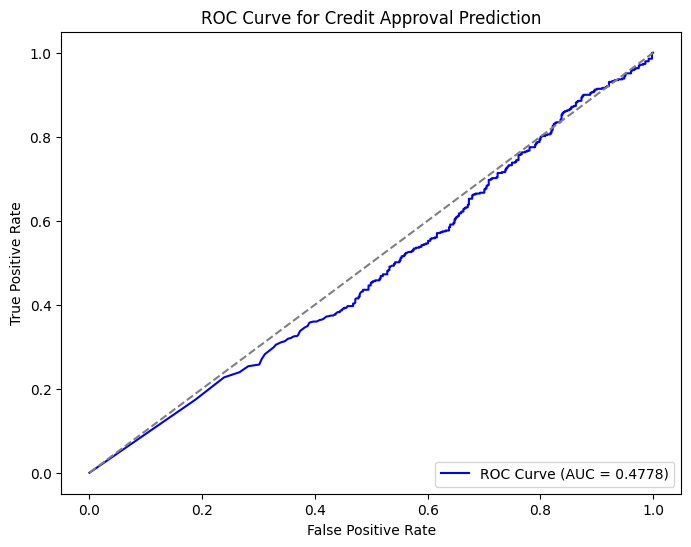 ROC Curve for Credit Approval Prediction
True Positive Rate
1.0
0.8
0.6
0.4
0.2
0.0
0.0 0.2 0.4 0.6 0.8 1.0
False Positive Rate
ROC Curve (AUC = 0.4778)